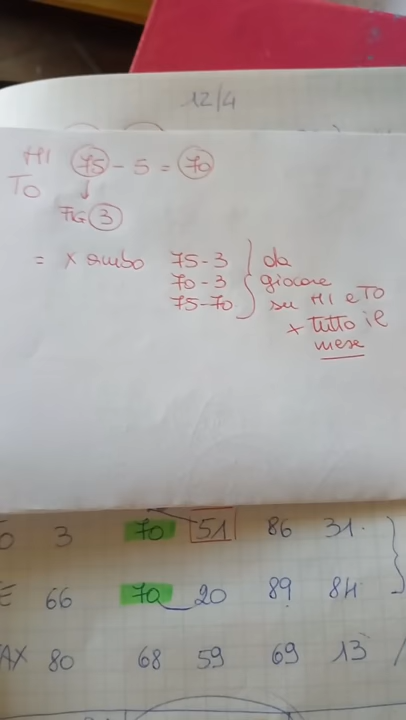 12/4
MI 75 - 5 = 70
TO ↓
FIG 3
= x ambo 75-3 } da
70-3 giocare
75-70 su MI e TO
x tutto il
mese
O 3 70 51 86 31.
E 66 70 20 89 84
AX 80 68 59 69 13